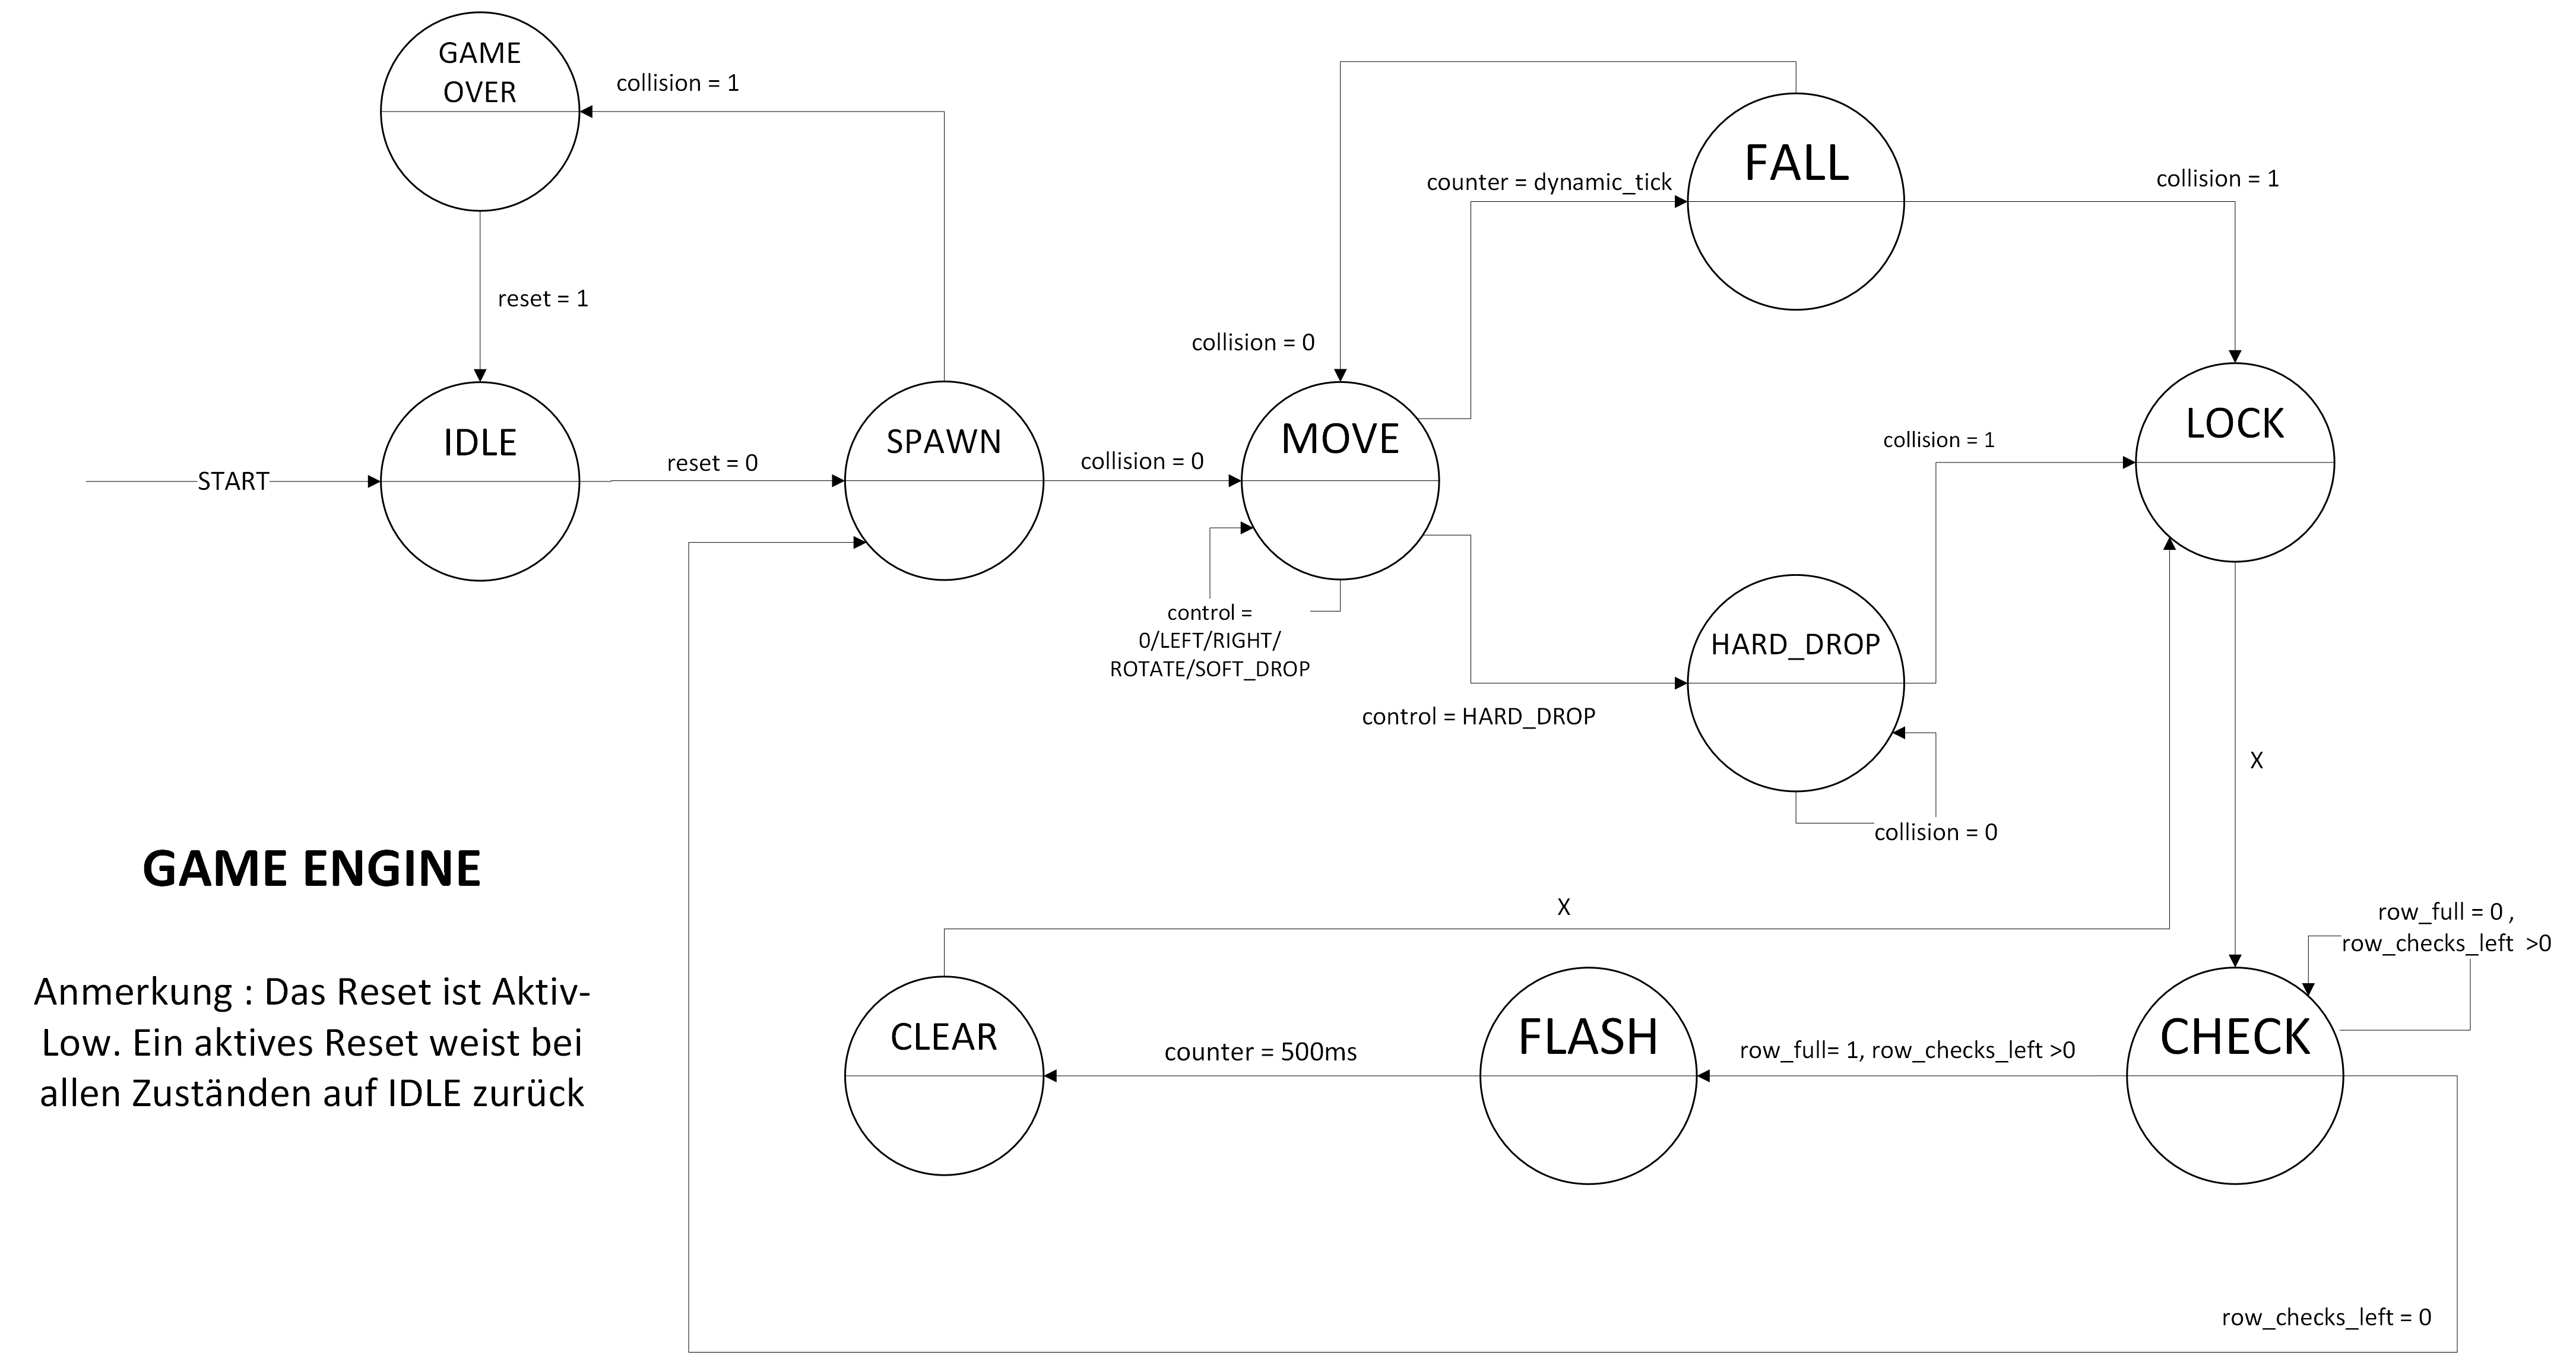 GAME
OVER
collision = 1
FALL
counter = dynamic_tick
collision = 1
reset = 1
collision = 0
IDLE
SPAWN
MOVE
LOCK
START
reset = 0
collision = 0
collision = 1
control =
0/LEFT/RIGHT/
ROTATE/SOFT_DROP
HARD_DROP
control = HARD_DROP
X
collision = 0
GAME ENGINE
Anmerkung : Das Reset ist Aktiv-
Low. Ein aktives Reset weist bei
allen Zuständen auf IDLE zurück
X
row_full = 0 ,
row_checks_left  >0
CLEAR
counter = 500ms
FLASH
row_full= 1, row_checks_left >0
CHECK
row_checks_left = 0